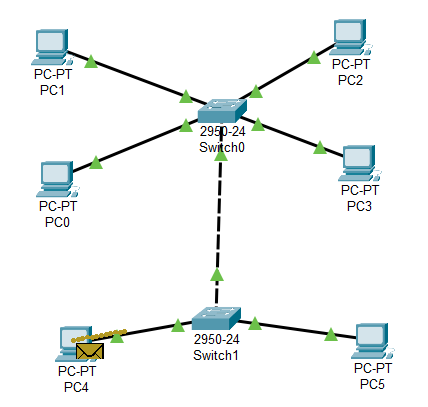 PC-PT
PC1
PC-PT
PC2
2950-24
Switch0
PC-PT
PC0
PC-PT
PC3
2950-24
Switch1
PC-PT
PC4
PC-PT
PC5